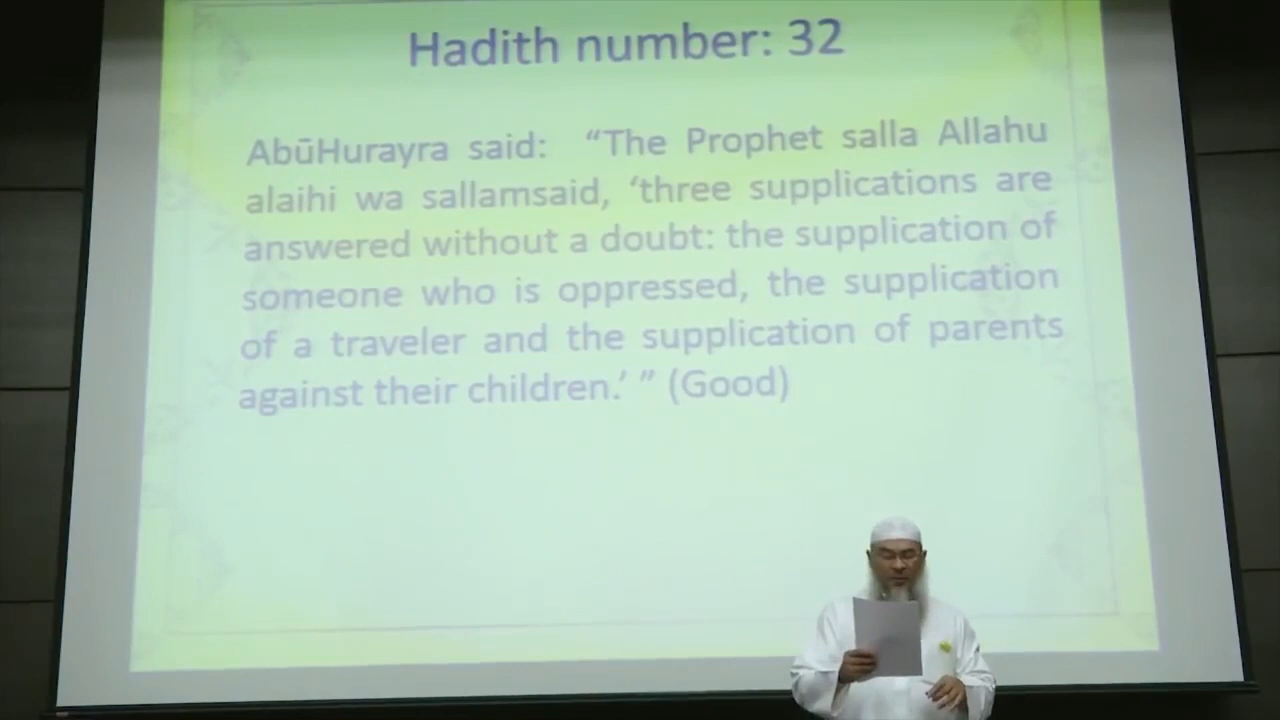 Hadith number: 32
AbūHurayra said: “The Prophet salla Allahu
alaihi wa sallamsaid, ‘three supplications are
answered without a doubt: the supplication of
someone who is oppressed, the supplication
of a traveler and the supplication of parents
against their children.’ ” (Good)